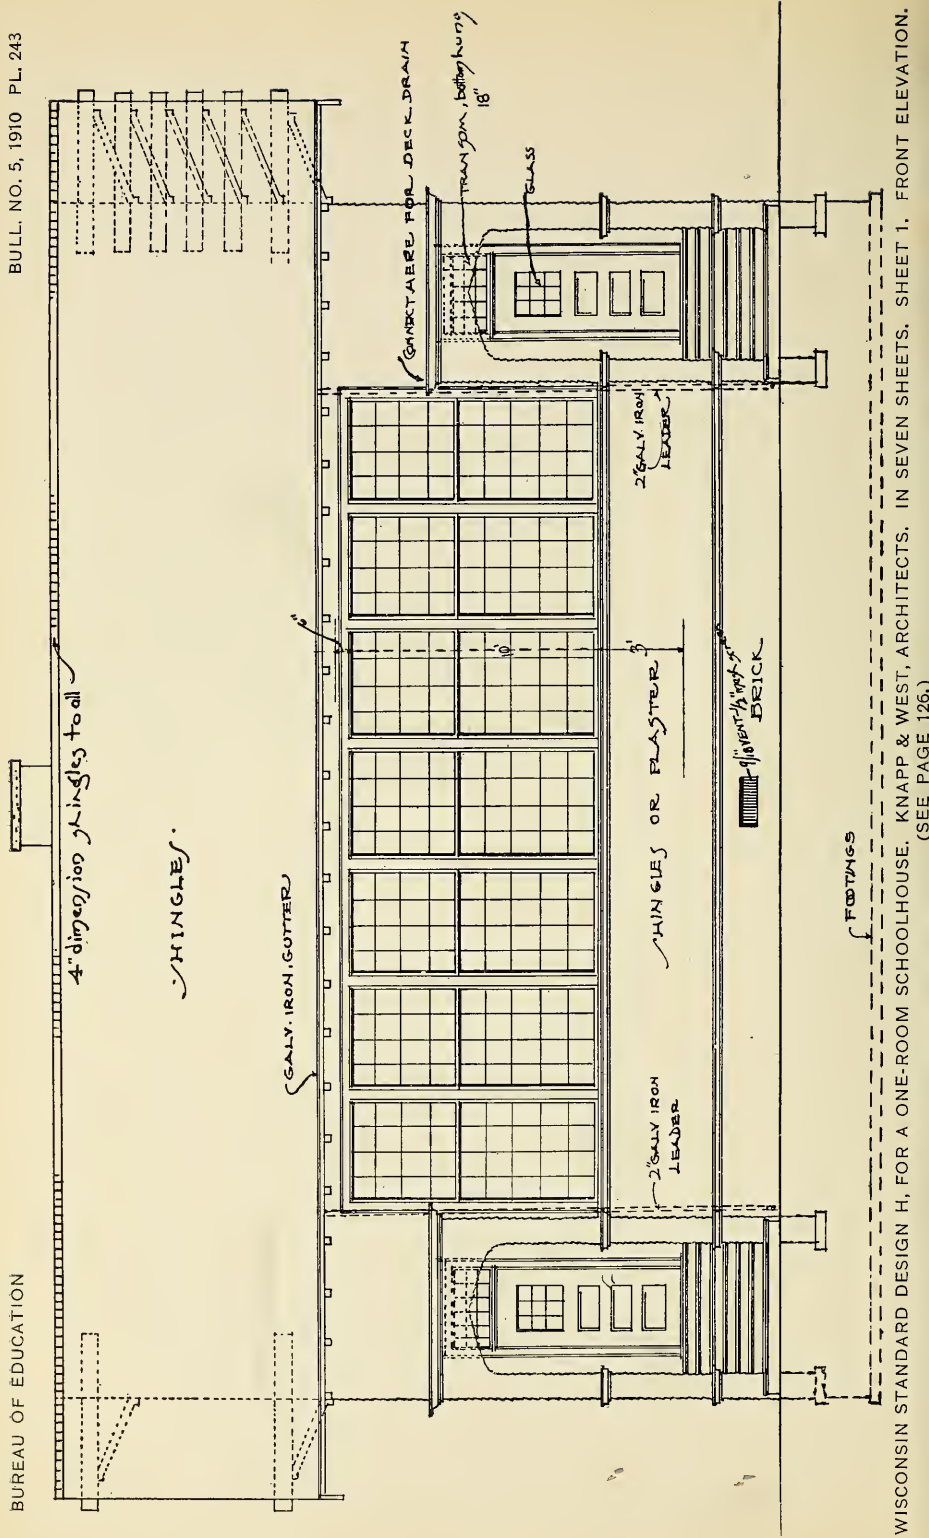 BUREAU OF EDUCATION
BULL. NO. 5, 1910 PL. 243
4" dimension shingles to all
SHINGLES.
GALV. IRON. GUTTER
CONNECT HERE FOR DECK DRAIN
TRANSOM, bottom hung
18"
GLASS
10'
3'
2" GALV IRON
LEADER
SHINGLES OR PLASTER
2" GALV. IRON
LEADER
BRICK
FOOTINGS
WISCONSIN STANDARD DESIGN H, FOR A ONE-ROOM SCHOOLHOUSE. KNAPP & WEST, ARCHITECTS. IN SEVEN SHEETS. SHEET 1. FRONT ELEVATION.
(SEE PAGE 126.)